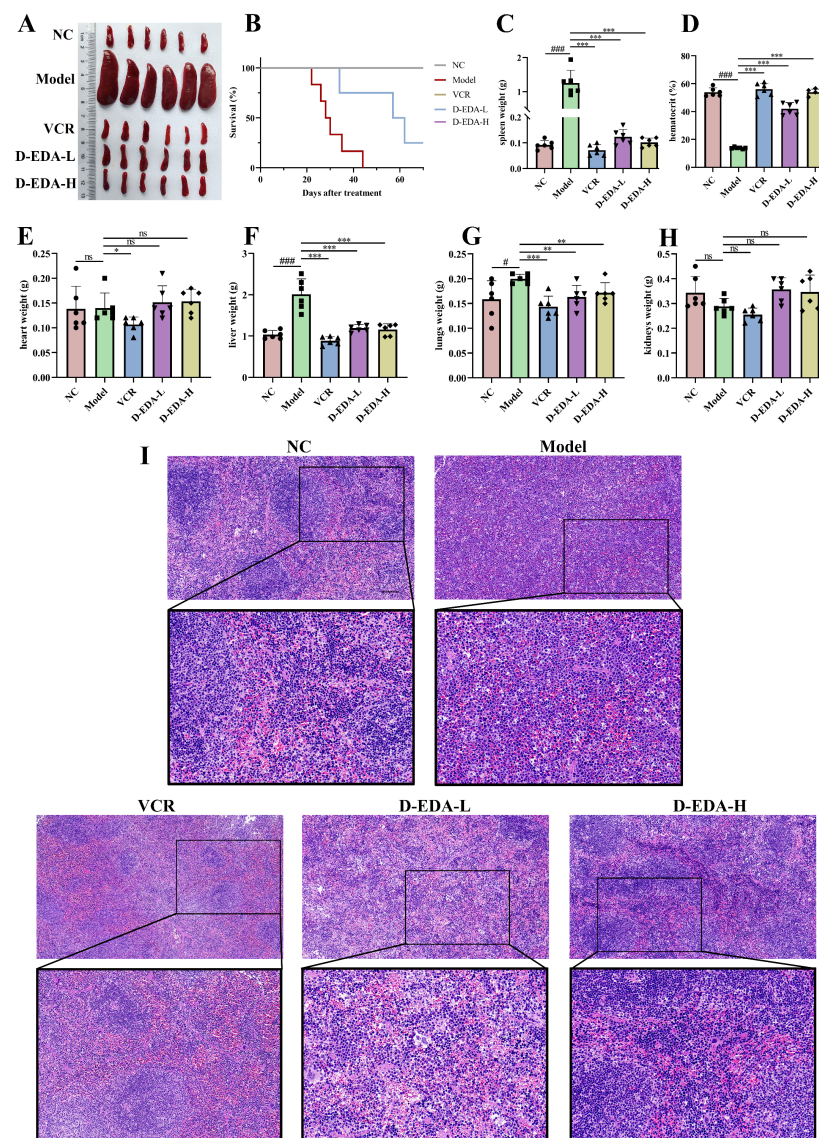 A
NC
Model
VCR
D-EDA-L
D-EDA-H
B
Survival (%)
100
50
0
0
20
40
60
Days after treatment
NC
Model
VCR
D-EDA-L
D-EDA-H
C
spleen weight (g)
2.0
1.5
1.0
0.5
0.2
0.1
0.0
###
***
***
***
NC
Model
VCR
D-EDA-L
D-EDA-H
D
hematocrit (%)
80
60
40
20
0
###
***
***
***
NC
Model
VCR
D-EDA-L
D-EDA-H
E
heart weight (g)
0.25
0.20
0.15
0.10
0.05
0.00
ns
*
ns
ns
NC
Model
VCR
D-EDA-L
D-EDA-H
F
liver weight (g)
3
2
1
0
###
***
***
***
NC
Model
VCR
D-EDA-L
D-EDA-H
G
lungs weight (g)
0.25
0.20
0.15
0.10
0.05
0.00
#
***
**
**
NC
Model
VCR
D-EDA-L
D-EDA-H
H
kidneys weight (g)
0.5
0.4
0.3
0.2
0.1
0.0
ns
ns
ns
ns
NC
Model
VCR
D-EDA-L
D-EDA-H
I
NC
Model
VCR
D-EDA-L
D-EDA-H